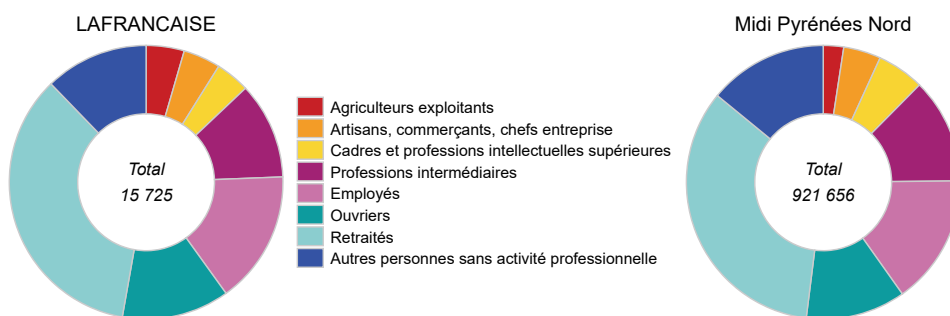 LAFRANCAISE
Total
15 725
Agriculteurs exploitants
Artisans, commerçants, chefs entreprise
Cadres et professions intellectuelles supérieures
Professions intermédiaires
Employés
Ouvriers
Retraités
Autres personnes sans activité professionnelle
Midi Pyrénées Nord
Total
921 656